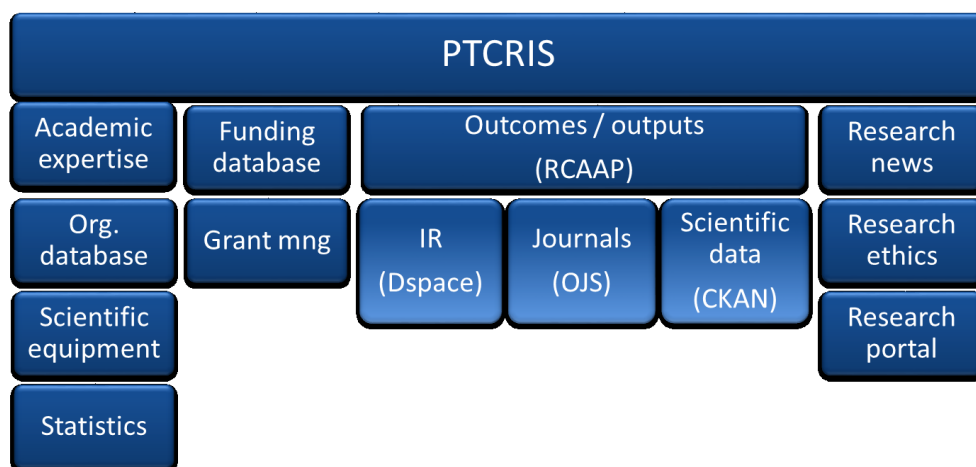 PTCRIS
Academic
expertise
Funding
database
Outcomes / outputs
(RCAAP)
Research
news
Org.
database
Grant mng
IR
(Dspace)
Journals
(OJS)
Scientific
data
(CKAN)
Research
ethics
Scientific
equipment
Research
portal
Statistics